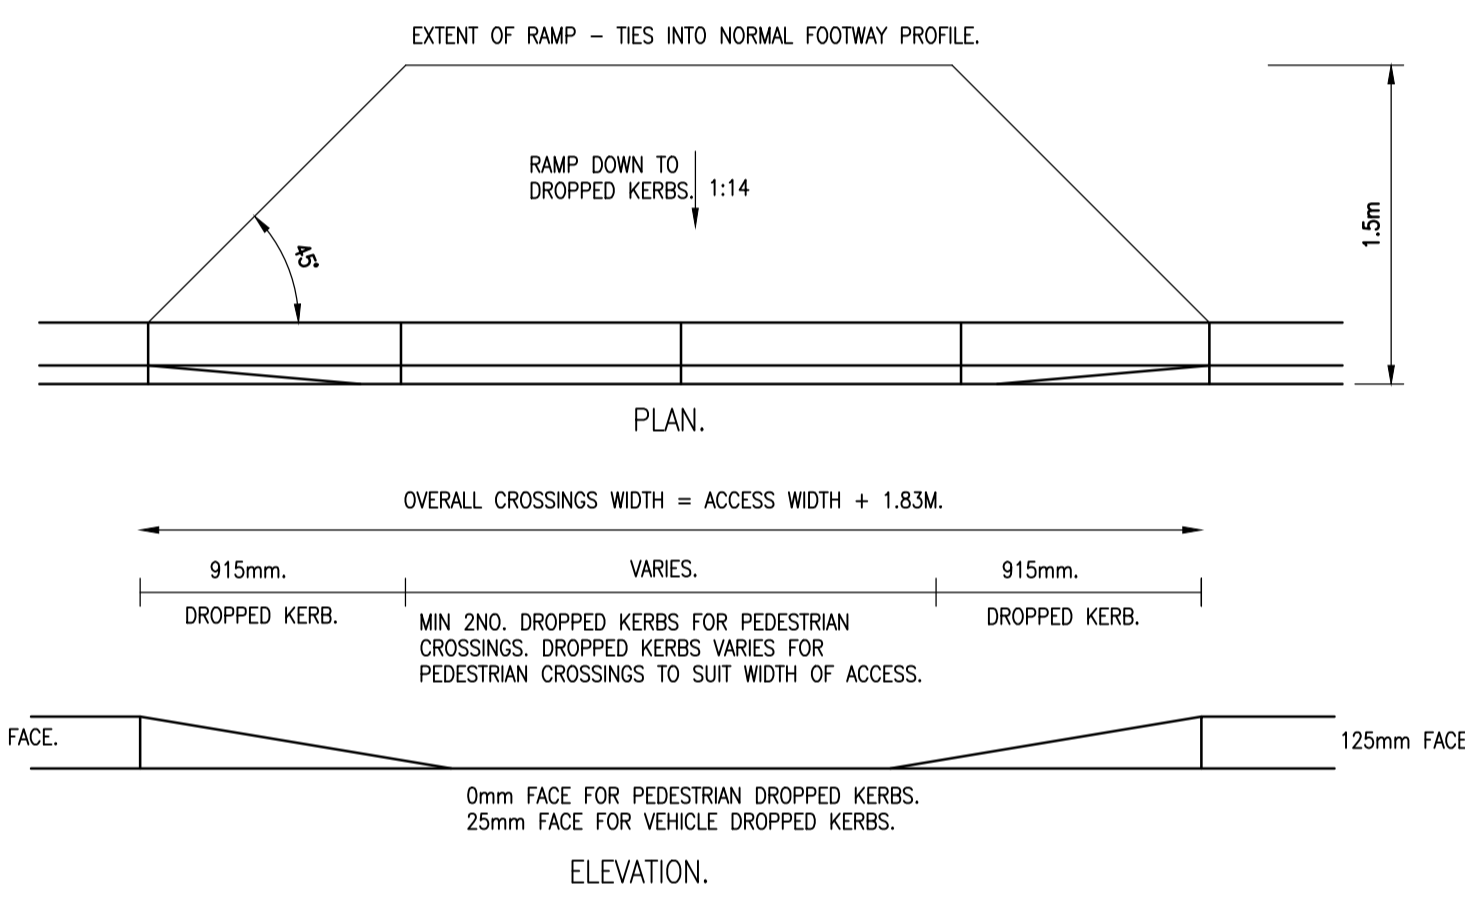 EXTENT OF RAMP – TIES INTO NORMAL FOOTWAY PROFILE.
RAMP DOWN TO
DROPPED KERBS.
1:14
45°
1.5m
PLAN.
OVERALL CROSSINGS WIDTH = ACCESS WIDTH + 1.83M.
915mm.
VARIES.
915mm.
DROPPED KERB.
MIN 2NO. DROPPED KERBS FOR PEDESTRIAN
CROSSINGS. DROPPED KERBS VARIES FOR
PEDESTRIAN CROSSINGS TO SUIT WIDTH OF ACCESS.
DROPPED KERB.
FACE.
125mm FACE
0mm FACE FOR PEDESTRIAN DROPPED KERBS.
25mm FACE FOR VEHICLE DROPPED KERBS.
ELEVATION.